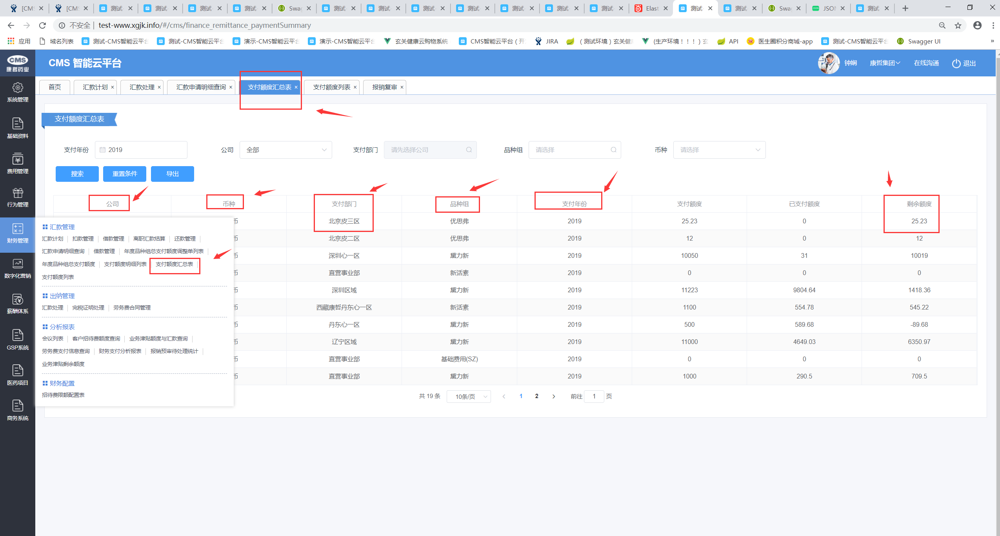 [CMS [CMS 测试- 测试- 测试- 测试- Swag 测试- 测试- 测试- 测试- 测试- 测试- 测试 Elast 测试- 测试 Swag JSON 测试
不安全 | test-www.xgjk.info/#/cms/finance_remittance_paymentSummary
应用 域名列表 测试-CMS智能云平台 测试-CMS智能云平台 演示-CMS智能云平台 演示-CMS智能云平台 玄关健康云购物系统 CMS智能云平台（开 JIRA （测试环境）玄关健康 (生产环境！！！）玄 API 医生圈积分商城-app 测试-CMS智能云平台 Swagger UI »
CMS
康哲药业
CMS 智能云平台
钟娴 康哲集团 在线沟通 退出
首页 汇款计划 × 汇款处理 × 汇款申请明细查询 × 支付额度汇总表 × 支付额度列表 × 报销复审 ×
系统管理
基础资料
费用管理
行为管理
财务管理
数字化营销
薪酬体系
GSP系统
医药项目
商务系统
支付额度汇总表
支付年份 2019 公司 全部 支付部门 请先选择公司 品种组 请选择 币种 请选择
搜索 重置条件 导出
公司 币种 支付部门 品种组 支付年份 支付额度 已支付额度 剩余额度
币 北京皮三区 优思弗 2019 25.23 0 25.23
币 北京皮二区 优思弗 2019 12 0 12
币 深圳心一区 黛力新 2019 10050 31 10019
币 直营事业部 新活素 2019 0 0 0
币 深圳区域 黛力新 2019 11223 9804.64 1418.36
币 西藏康哲丹东心一区 新活素 2019 1100 554.78 545.22
币 丹东心一区 黛力新 2019 500 589.68 -89.68
币 辽宁区域 黛力新 2019 11000 4649.03 6350.97
币 直营事业部 基础费用(SZ) 2019 0 0 0
币 直营事业部 黛力新 2019 1000 290.5 709.5
汇款管理
汇款计划 扣款管理 借款管理 离职汇款结算 还款管理
汇款申请明细查询 借款管理 年度品种组总支付额度调整单列表
年度品种组总支付额度 支付额度明细列表 支付额度汇总表
支付额度列表
出纳管理
汇款处理 完税证明处理 劳务费合同管理
分析报表
会议列表 客户招待费额度查询 业务津贴额度与汇款查询
劳务费支付信息查询 财务支付分析报表 报销预审待处理统计
业务津贴剩余额度
财务配置
招待费限额配置表
共 19 条 10条/页 1 2 前往 1 页